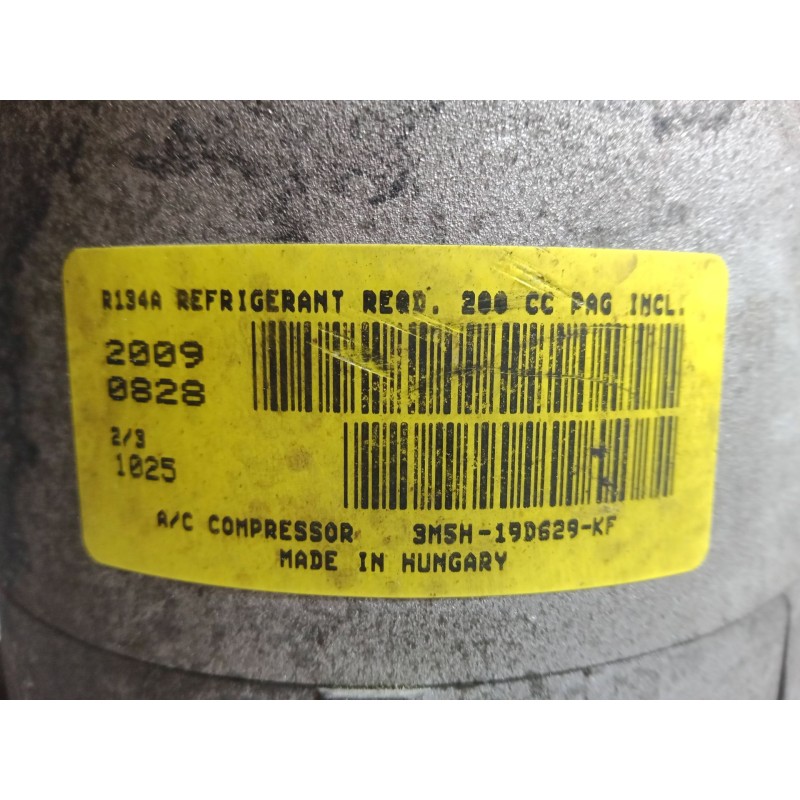 R134A REFRIGERANT REQD. 200 CC PAG INCL.
2009
0828
2/3
1025
A/C COMPRESSOR 3M5H-19D629-KF
MADE IN HUNGARY